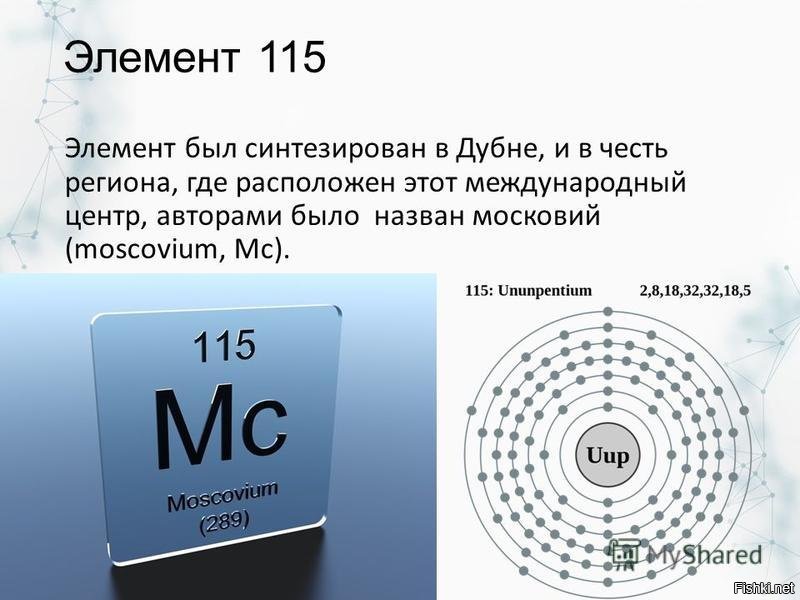 Элемент 115
Элемент был синтезирован в Дубне, и в честь
региона, где расположен этот международный
центр, авторами было назван московий
(moscovium, Mc).
115
Mc
Moscovium
(289)
115: Ununpentium 2,8,18,32,32,18,5
Uup
MyShared
Fishki.net